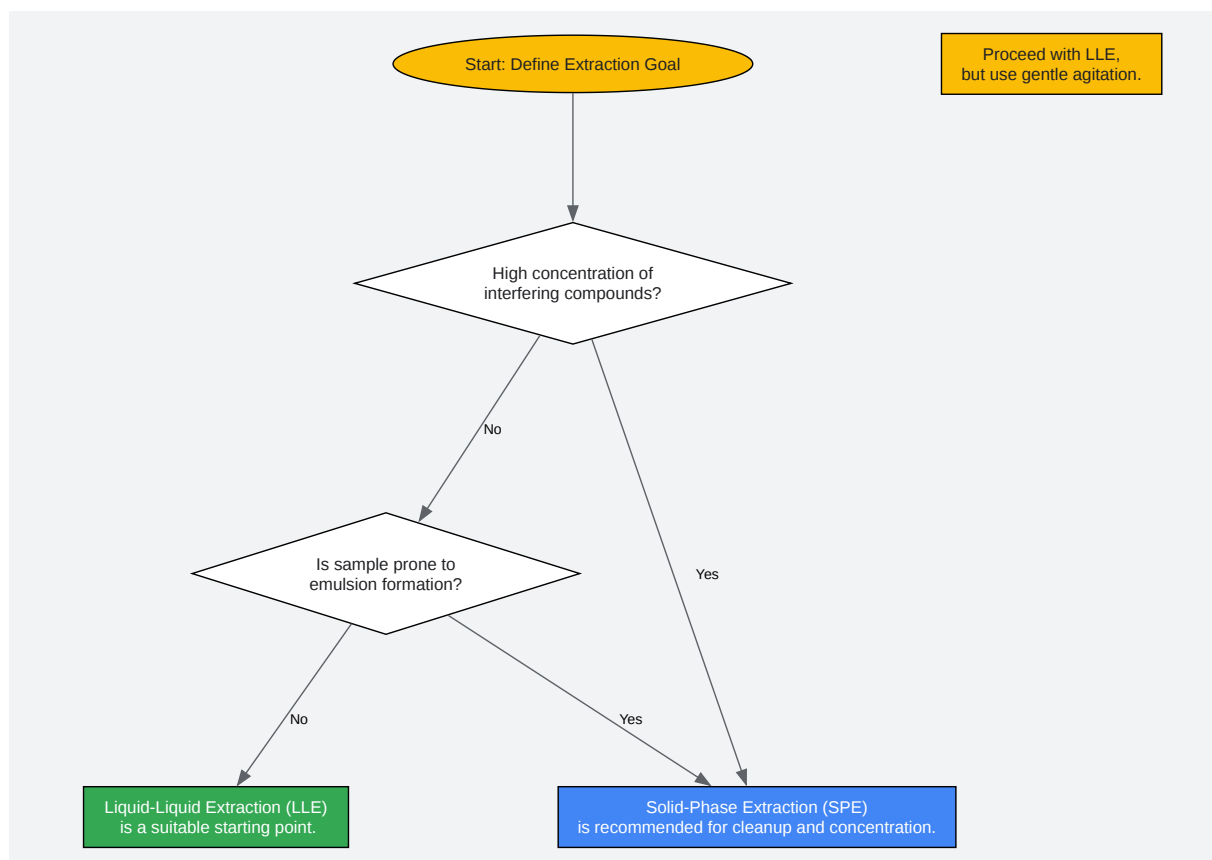 Start: Define Extraction Goal
Proceed with LLE,
but use gentle agitation.
High concentration of
interfering compounds?
No
Is sample prone to
emulsion formation?
Yes
No
Yes
Liquid-Liquid Extraction (LLE)
is a suitable starting point.
Solid-Phase Extraction (SPE)
is recommended for cleanup and concentration.